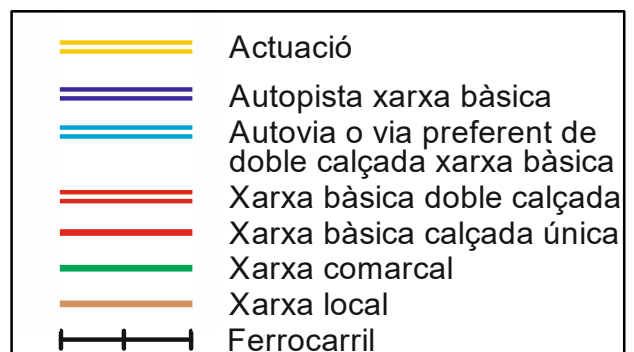 Actuació
Autopista xarxa bàsica
Autovia o via preferent de
doble calçada xarxa bàsica
Xarxa bàsica doble calçada
Xarxa bàsica calçada única
Xarxa comarcal
Xarxa local
Ferrocarril